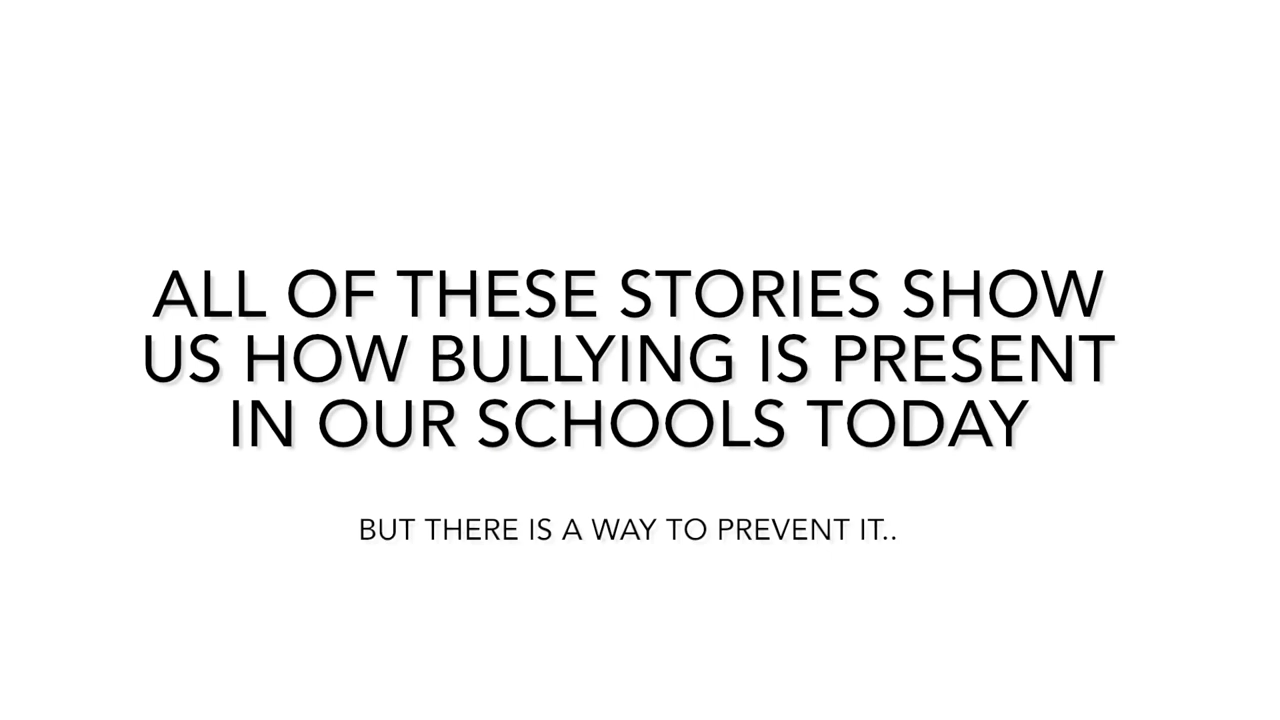 ALL OF THESE STORIES SHOW
US HOW BULLYING IS PRESENT
IN OUR SCHOOLS TODAY
BUT THERE IS A WAY TO PREVENT IT..